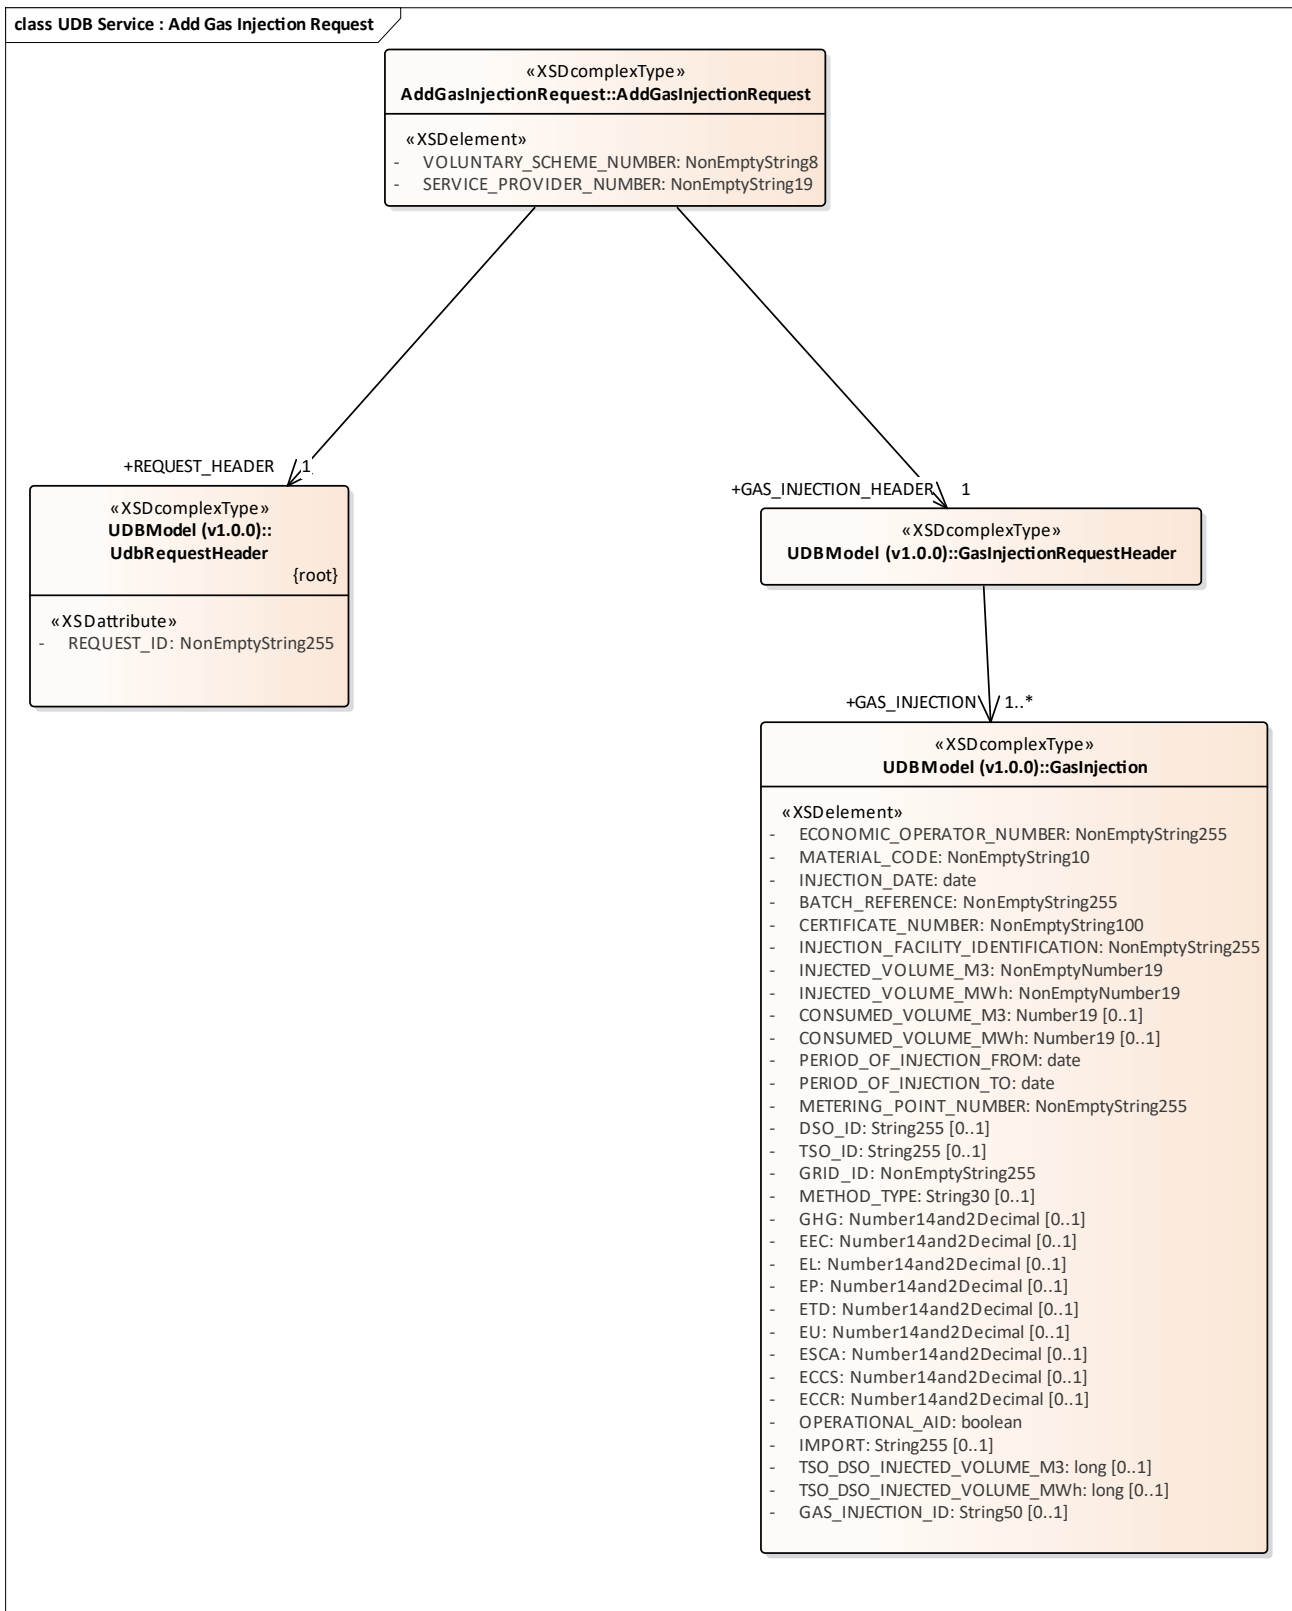 class UDB Service : Add Gas Injection Request
«XSDcomplexType»
AddGasInjectionRequest::AddGasInjectionRequest
«XSDelement»
- VOLUNTARY_SCHEME_NUMBER: NonEmptyString8
- SERVICE_PROVIDER_NUMBER: NonEmptyString19
+REQUEST_HEADER 1
«XSDcomplexType»
UDBModel (v1.0.0)::
UdbRequestHeader
{root}
«XSDattribute»
- REQUEST_ID: NonEmptyString255
+GAS_INJECTION_HEADER 1
«XSDcomplexType»
UDBModel (v1.0.0)::GasInjectionRequestHeader
+GAS_INJECTION 1..*
«XSDcomplexType»
UDBModel (v1.0.0)::GasInjection
«XSDelement»
- ECONOMIC_OPERATOR_NUMBER: NonEmptyString255
- MATERIAL_CODE: NonEmptyString10
- INJECTION_DATE: date
- BATCH_REFERENCE: NonEmptyString255
- CERTIFICATE_NUMBER: NonEmptyString100
- INJECTION_FACILITY_IDENTIFICATION: NonEmptyString255
- INJECTED_VOLUME_M3: NonEmptyNumber19
- INJECTED_VOLUME_MWh: NonEmptyNumber19
- CONSUMED_VOLUME_M3: Number19 [0..1]
- CONSUMED_VOLUME_MWh: Number19 [0..1]
- PERIOD_OF_INJECTION_FROM: date
- PERIOD_OF_INJECTION_TO: date
- METERING_POINT_NUMBER: NonEmptyString255
- DSO_ID: String255 [0..1]
- TSO_ID: String255 [0..1]
- GRID_ID: NonEmptyString255
- METHOD_TYPE: String30 [0..1]
- GHG: Number14and2Decimal [0..1]
- EEC: Number14and2Decimal [0..1]
- EL: Number14and2Decimal [0..1]
- EP: Number14and2Decimal [0..1]
- ETD: Number14and2Decimal [0..1]
- EU: Number14and2Decimal [0..1]
- ESCA: Number14and2Decimal [0..1]
- ECCS: Number14and2Decimal [0..1]
- ECCR: Number14and2Decimal [0..1]
- OPERATIONAL_AID: boolean
- IMPORT: String255 [0..1]
- TSO_DSO_INJECTED_VOLUME_M3: long [0..1]
- TSO_DSO_INJECTED_VOLUME_MWh: long [0..1]
- GAS_INJECTION_ID: String50 [0..1]